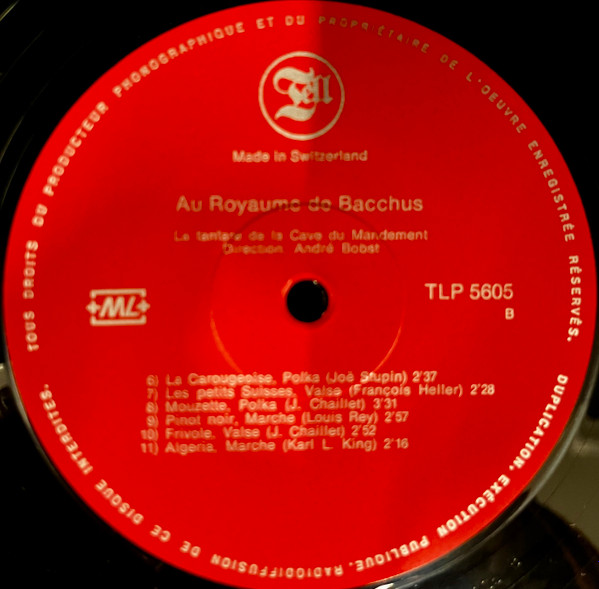 TOUS DROITS DU PRODUCTEUR PHONOGRAPHIQUE ET DU PROPRIÉTAIRE DE L'OEUVRE ENREGISTRÉE RÉSERVÉS. DUPLICATION, EXÉCUTION PUBLIQUE, RADIODIFFUSION DE CE DISQUE INTERDITES.
Tell
Made in Switzerland
Au Royaume de Bacchus
La fanfare de la Cave du Mandement
Direction André Bobst
ML
TLP 5605
B
6) La Carougeoise, Polka (Joë Stupin) 2'37
7) Les petits Suisses, Valse (François Heller) 2'28
8) Mouzette, Polka (J. Chaillet) 3'31
9) Pinot noir, Marche (Louis Rey) 2'57
10) Frivole, Valse (J. Chaillet) 2'52
11) Algeria, Marche (Karl L. King) 2'16